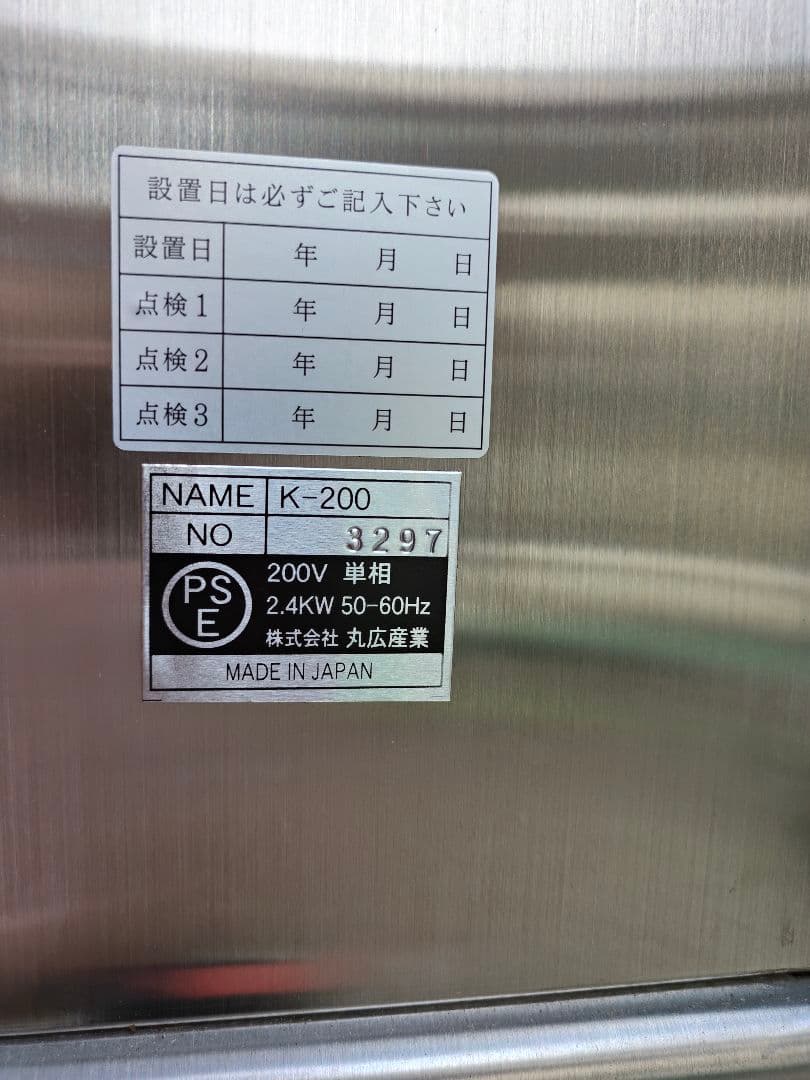 設置日は必ずご記入下さい
設置日 年 月 日
点検1 年 月 日
点検2 年 月 日
点検3 年 月 日
NAME K-200
NO 3297
PS
E
200V 単相
2.4KW 50-60Hz
株式会社 丸広産業
MADE IN JAPAN